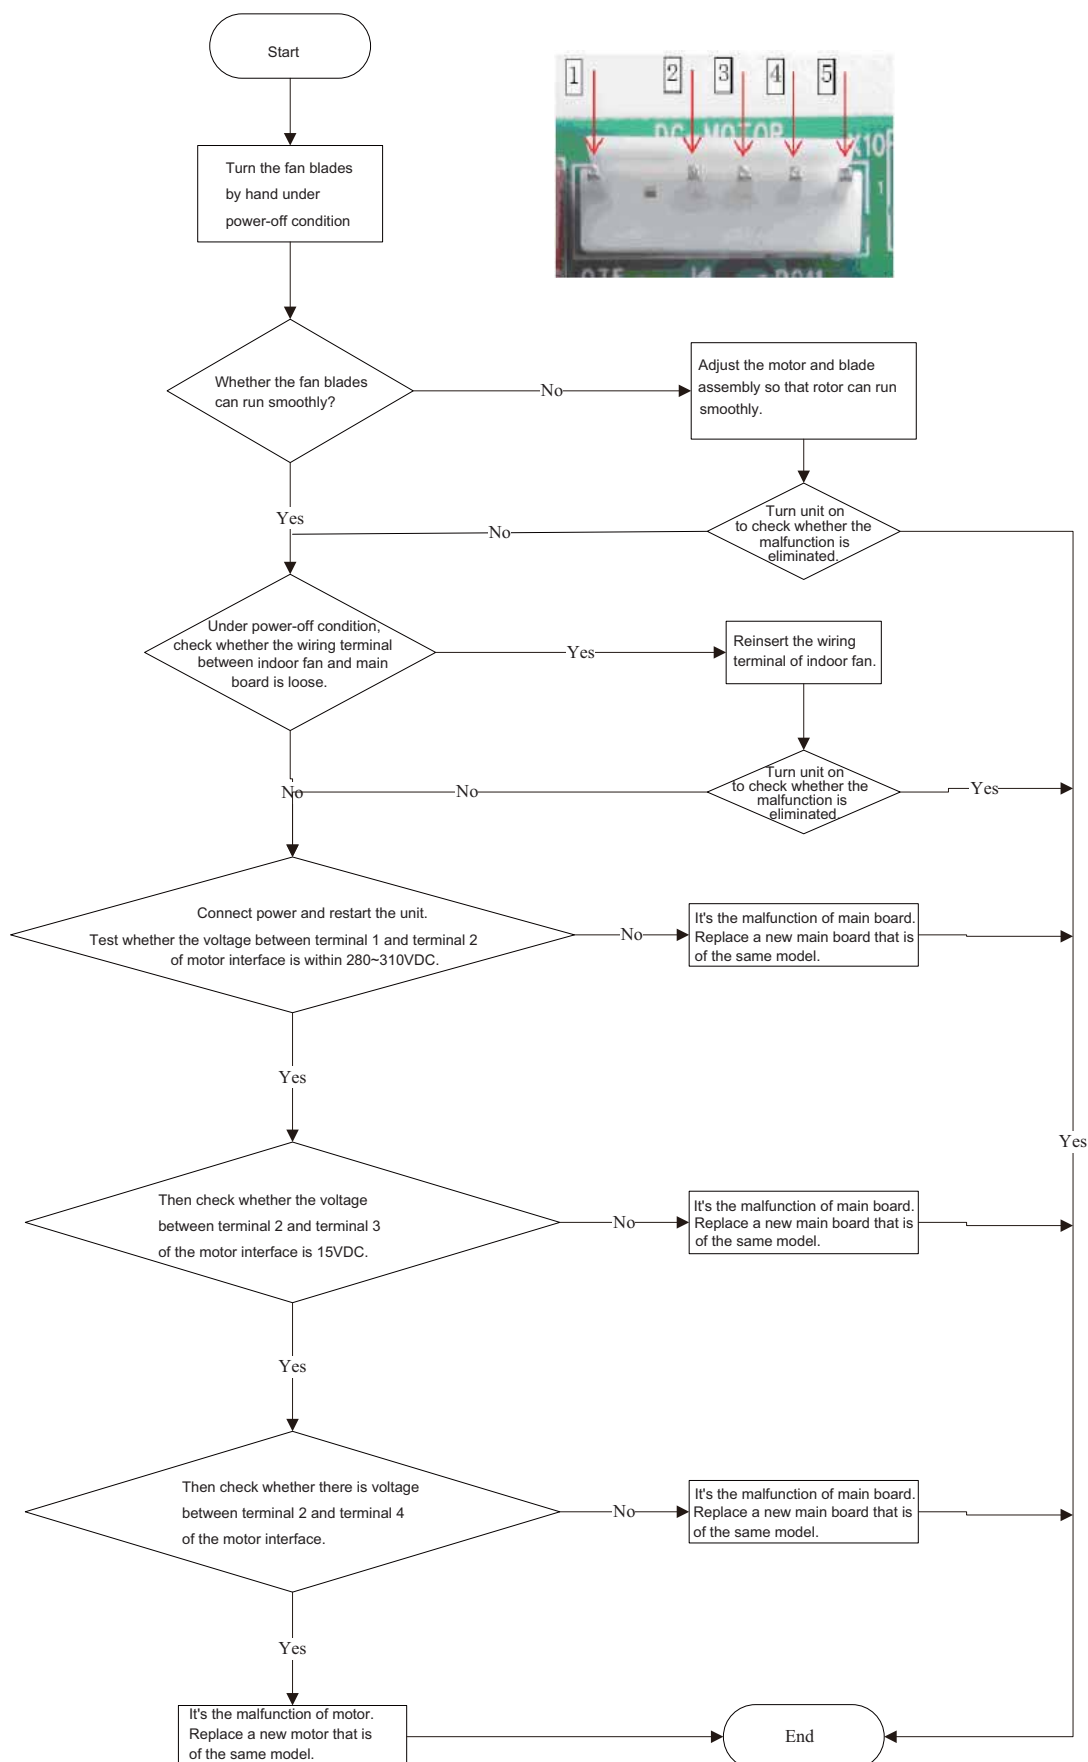 Start
1
2
3
4
5
DC MOTOR
Turn the fan blades
by hand under
power-off condition
Whether the fan blades
can run smoothly?
No
Adjust the motor and blade
assembly so that rotor can run
smoothly.
Yes
No
Turn unit on
to check whether the
malfunction is
eliminated.
Under power-off condition,
check whether the wiring terminal
between indoor fan and main
board is loose.
Yes
Reinsert the wiring
terminal of indoor fan.
No
No
Turn unit on
to check whether the
malfunction is
eliminated.
Yes
Connect power and restart the unit.
Test whether the voltage between terminal 1 and terminal 2
of motor interface is within 280~310VDC.
No
It's the malfunction of main board.
Replace a new main board that is
of the same model.
Yes
Yes
Then check whether the voltage
between terminal 2 and terminal 3
of the motor interface is 15VDC.
No
It's the malfunction of main board.
Replace a new main board that is
of the same model.
Yes
Then check whether there is voltage
between terminal 2 and terminal 4
of the motor interface.
No
It's the malfunction of main board.
Replace a new main board that is
of the same model.
Yes
It's the malfunction of motor.
Replace a new motor that is
of the same model.
End